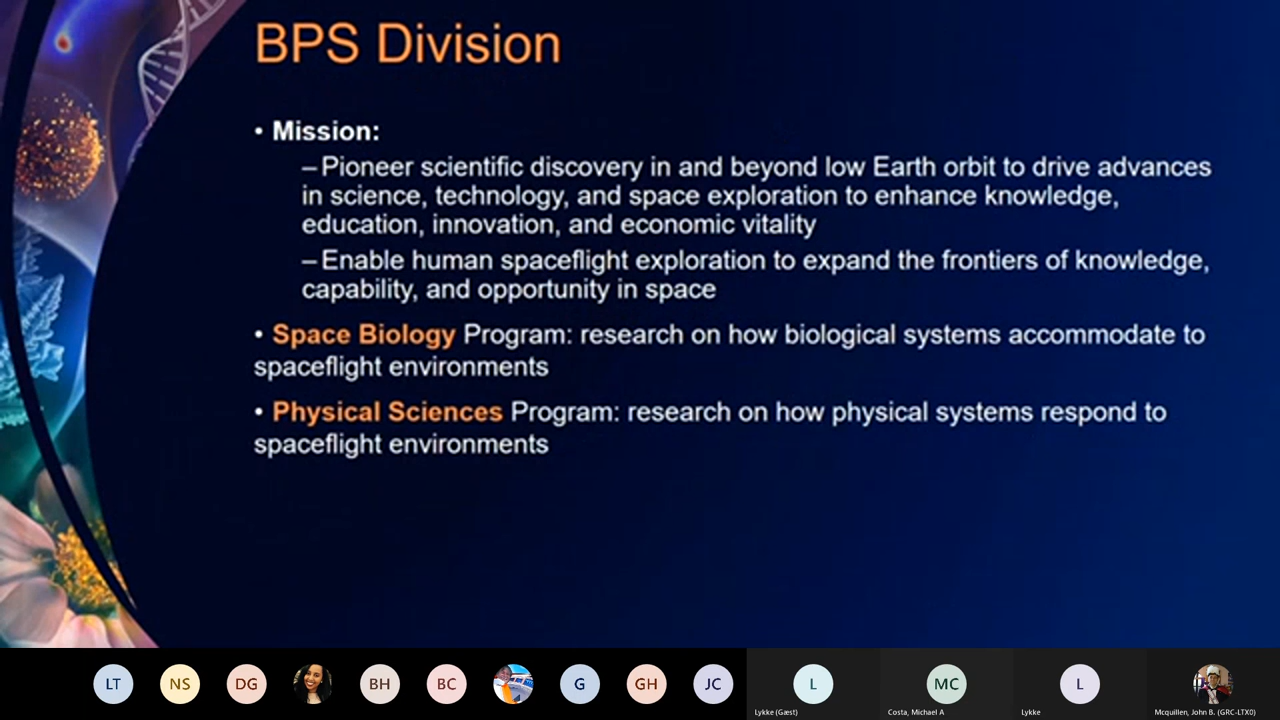 BPS Division
• Mission:
– Pioneer scientific discovery in and beyond low Earth orbit to drive advances
in science, technology, and space exploration to enhance knowledge,
education, innovation, and economic vitality
– Enable human spaceflight exploration to expand the frontiers of knowledge,
capability, and opportunity in space
• Space Biology Program: research on how biological systems accommodate to
spaceflight environments
• Physical Sciences Program: research on how physical systems respond to
spaceflight environments
LT NS DG BH BC G GH JC L MC L
Lykke (Gæst) Costa, Michael A Lykke Mcquillen, John B. (GRC-LTX0)